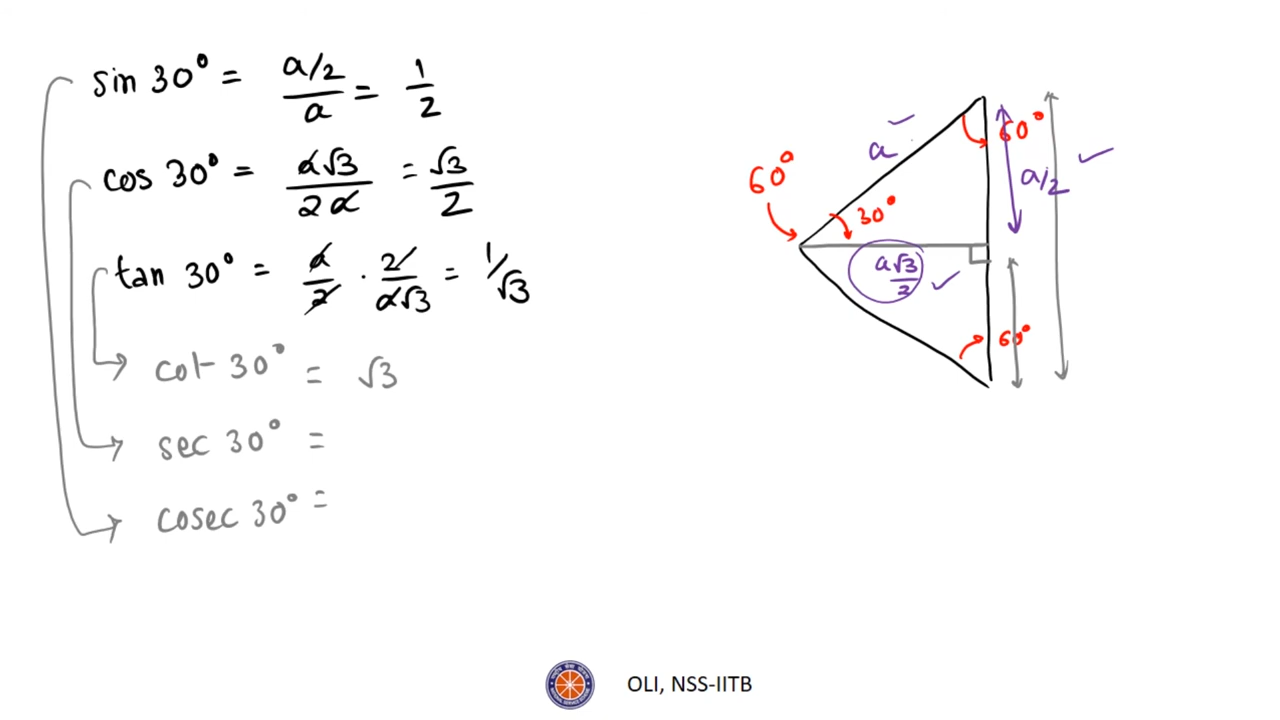 sin 30° = a/2 / a = 1/2
cos 30° = a√3 / 2a = √3/2
tan 30° = a/2 · 2/a√3 = 1/√3
cot 30° = √3
sec 30° =
cosec 30° =
60°
a
60°
a/2
30°
a√3/2
60°
OLI, NSS-IITB